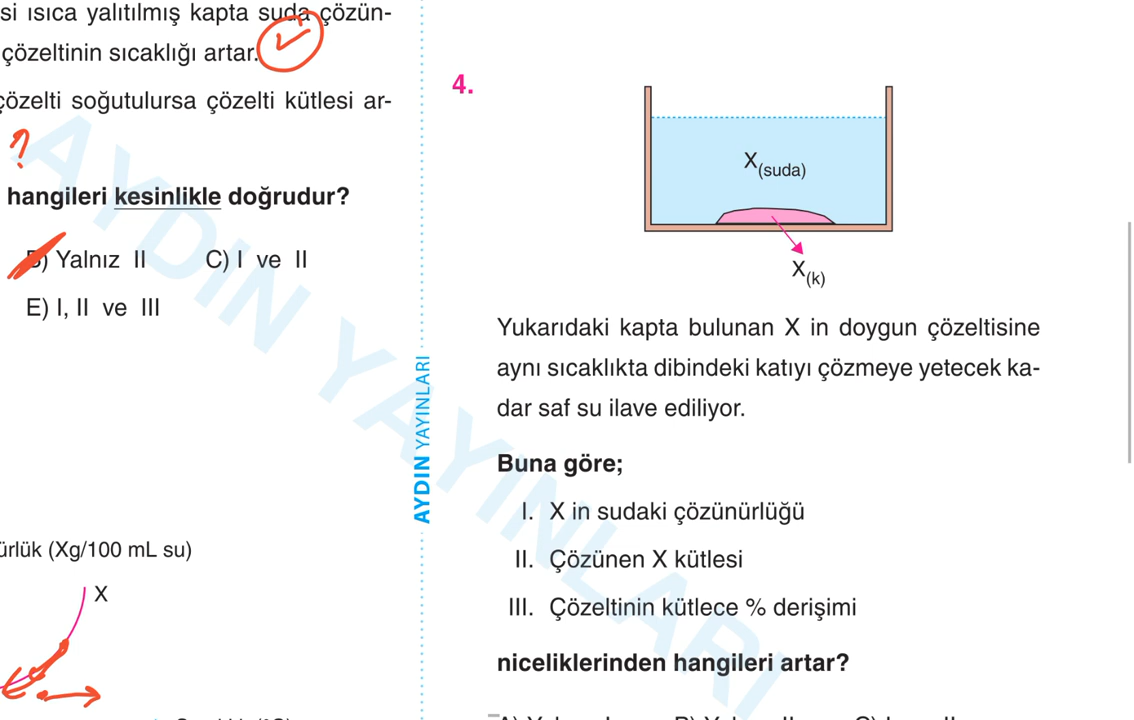 si ısıca yalıtılmış kapta suda çözün-
çözeltinin sıcaklığı artar.
çözelti soğutulursa çözelti kütlesi ar-
?
hangileri kesinlikle doğrudur?
B) Yalnız II C) I ve II
E) I, II ve III
ürlük (Xg/100 mL su)
X
AYDIN YAYINLARI
AYDIN YAYINLARI
4.
X(suda)
X(k)
Yukarıdaki kapta bulunan X in doygun çözeltisine
aynı sıcaklıkta dibindeki katıyı çözmeye yetecek ka-
dar saf su ilave ediliyor.
Buna göre;
I. X in sudaki çözünürlüğü
II. Çözünen X kütlesi
III. Çözeltinin kütlece % derişimi
niceliklerinden hangileri artar?